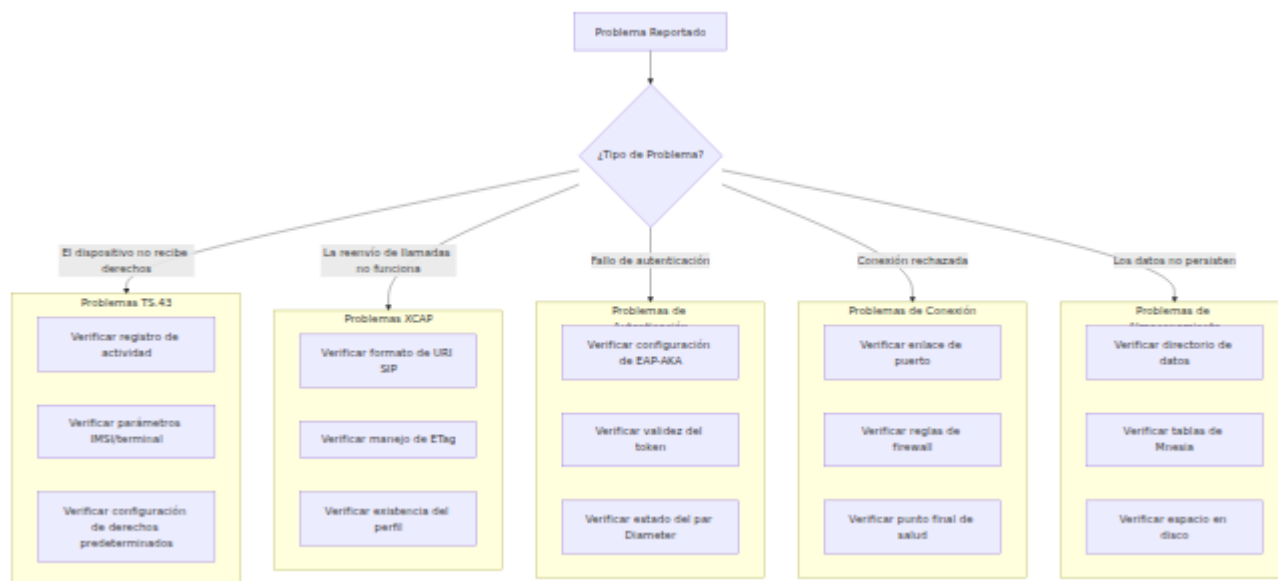 Problema Reportado
¿Tipo de Problema?
El dispositivo no recibe
derechos
La reenvío de llamadas
no funciona
Fallo de autenticación
Conexión rechazada
Los datos no persisten
Problemas TS.43
Verificar registro de
actividad
Verificar parámetros
IMSI/terminal
Verificar configuración
de derechos
predeterminados
Problemas XCAP
Verificar formato de URI
SIP
Verificar manejo de ETag
Verificar existencia del
perfil
Problemas de
Autenticación
Verificar configuración
de EAP-AKA
Verificar validez del
token
Verificar estado del par
Diameter
Problemas de Conexión
Verificar enlace de
puerto
Verificar reglas de
firewall
Verificar punto final de
salud
Problemas de
Almacenamiento
Verificar directorio de
datos
Verificar tablas de
Mnesia
Verificar espacio en
disco